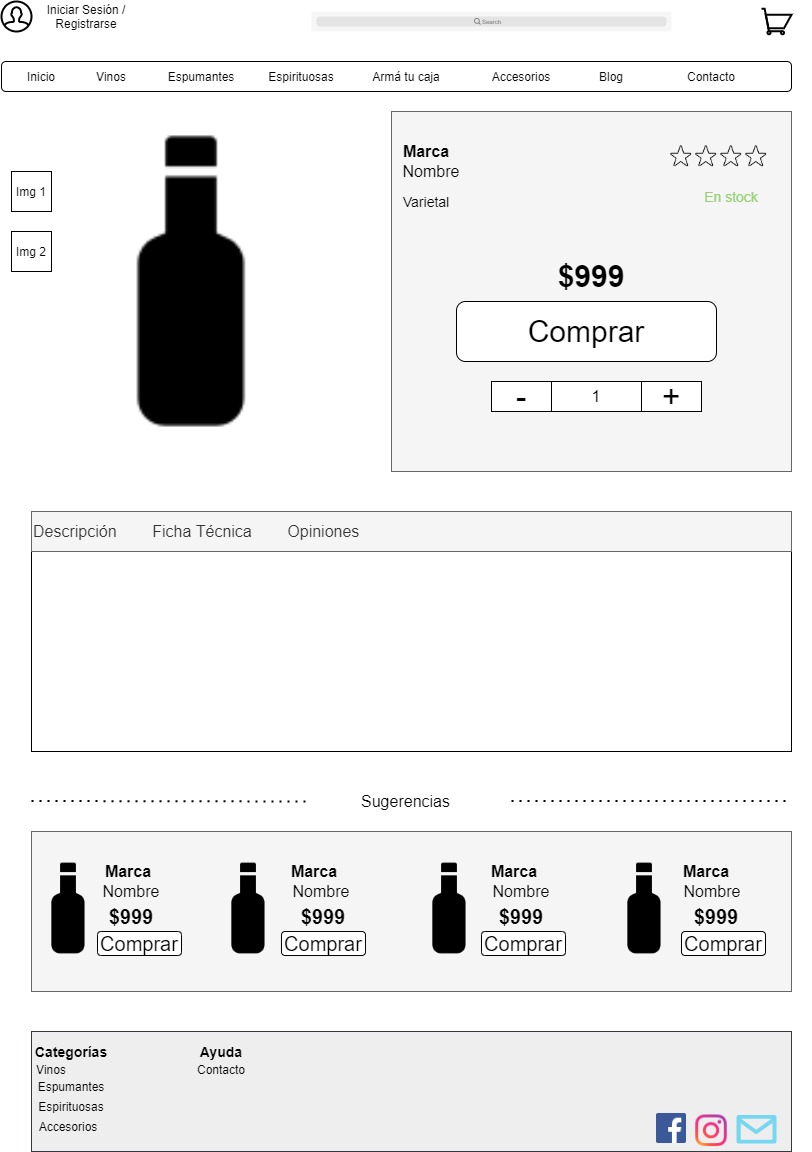 Iniciar Sesión /
Registrarse
Search
Inicio Vinos Espumantes Espirituosas Armá tu caja Accesorios Blog Contacto
Img 1
Img 2
Marca
Nombre
Varietal
En stock
$999
Comprar
- 1 +
Descripción Ficha Técnica Opiniones
Sugerencias
Marca
Nombre
$999
Comprar
Marca
Nombre
$999
Comprar
Marca
Nombre
$999
Comprar
Marca
Nombre
$999
Comprar
Categorías
Vinos
Espumantes
Espirituosas
Accesorios
Ayuda
Contacto